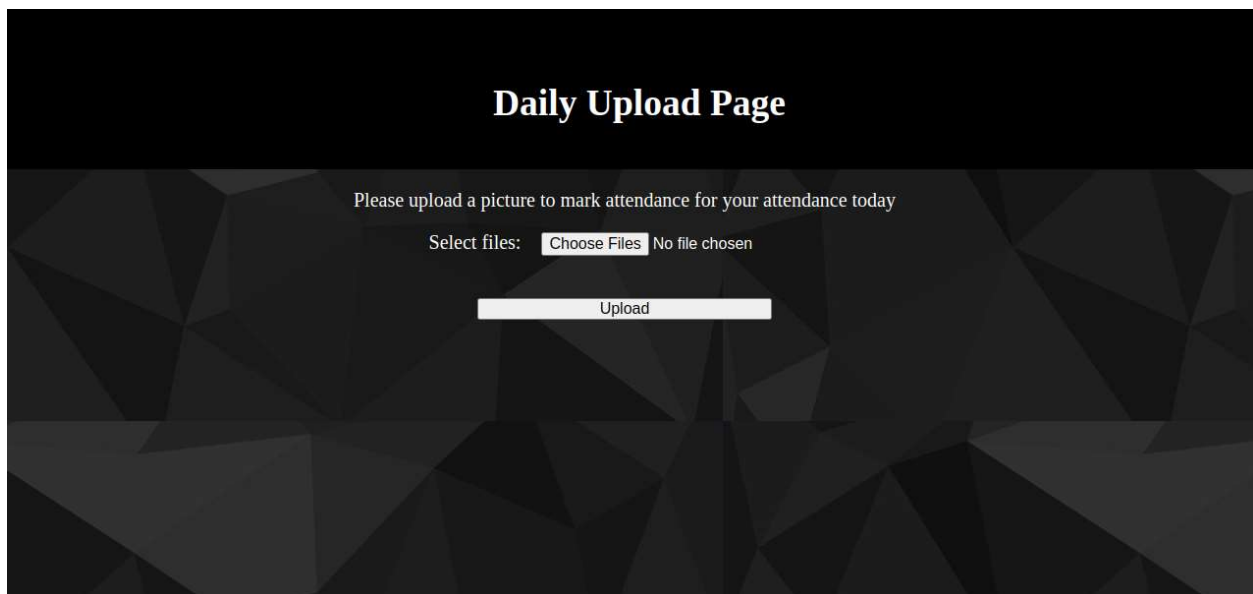 Daily Upload Page
Please upload a picture to mark attendance for your attendance today
Select files: Choose Files No file chosen
Upload